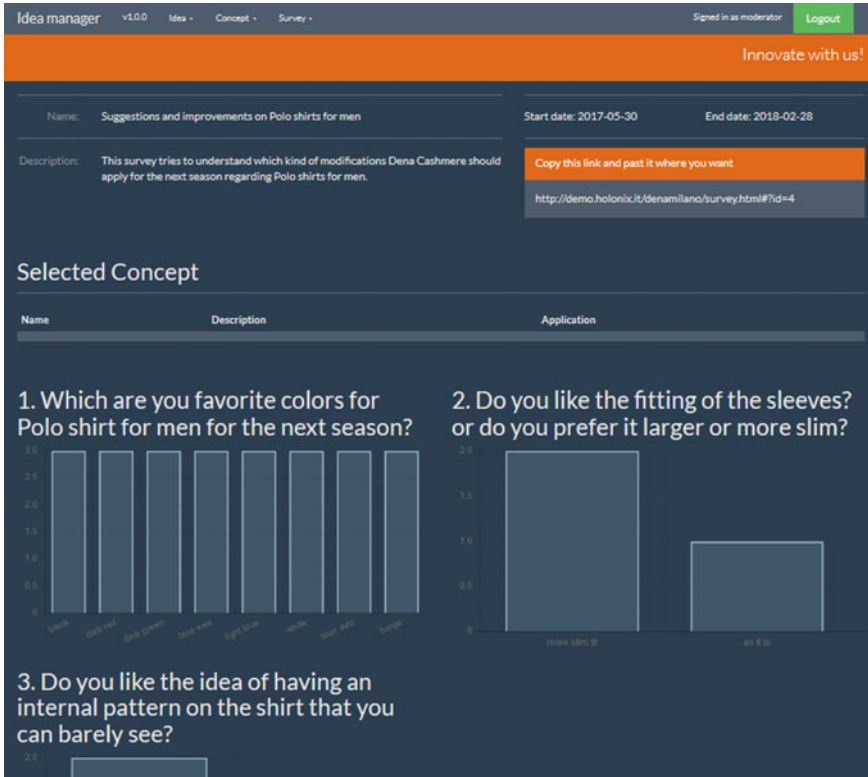 Idea manager v1.0.0 Idea Concept Survey Signed in as moderator Logout
Innovate with us!
Name: Suggestions and improvements on Polo shirts for men
Start date: 2017-05-30 End date: 2018-02-28
Description: This survey tries to understand which kind of modifications Dena Cashmere should
apply for the next season regarding Polo shirts for men.
Copy this link and past it where you want
http://demo.holonix.it/denamilano/survey.html#?id=4
Selected Concept
Name Description Application
1. Which are you favorite colors for
Polo shirt for men for the next season?
3.0
2.5
2.0
1.5
1.0
0.5
0
black dark red dark green blue sea light blue white beige
2. Do you like the fitting of the sleeves?
or do you prefer it larger or more slim?
2.0
1.5
1.0
0.5
0
more slim fit as it is
3. Do you like the idea of having an
internal pattern on the shirt that you
can barely see?
2.0